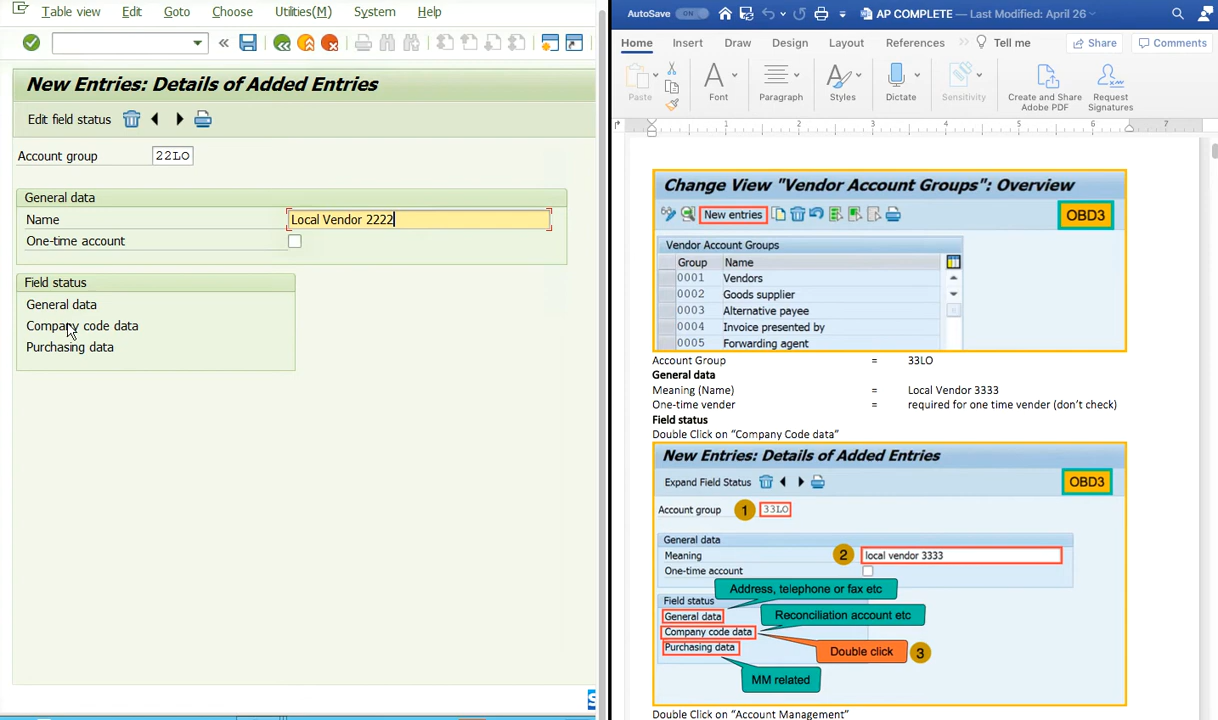 Table view Edit Goto Choose Utilities(M) System Help
New Entries: Details of Added Entries
Edit field status
Account group 22LO
General data
Name Local Vendor 2222
One-time account
Field status
General data
Company code data
Purchasing data
AutoSave ON AP COMPLETE — Last Modified: April 26
Home Insert Draw Design Layout References Tell me Share Comments
Paste Font Paragraph Styles Dictate Sensitivity Create and Share Adobe PDF Request Signatures
1 2 3 4 5 6 7
Change View "Vendor Account Groups": Overview
New entries OBD3
Vendor Account Groups
Group Name
0001 Vendors
0002 Goods supplier
0003 Alternative payee
0004 Invoice presented by
0005 Forwarding agent
Account Group = 33LO
General data
Meaning (Name) = Local Vendor 3333
One-time vender = required for one time vender (don't check)
Field status
Double Click on “Company Code data”
New Entries: Details of Added Entries
Expand Field Status OBD3
Account group 1 33LO
General data
Meaning 2 local vendor 3333
One-time account
Address, telephone or fax etc
Field status
General data Reconciliation account etc
Company code data
Purchasing data Double click 3
MM related
Double Click on “Account Management”